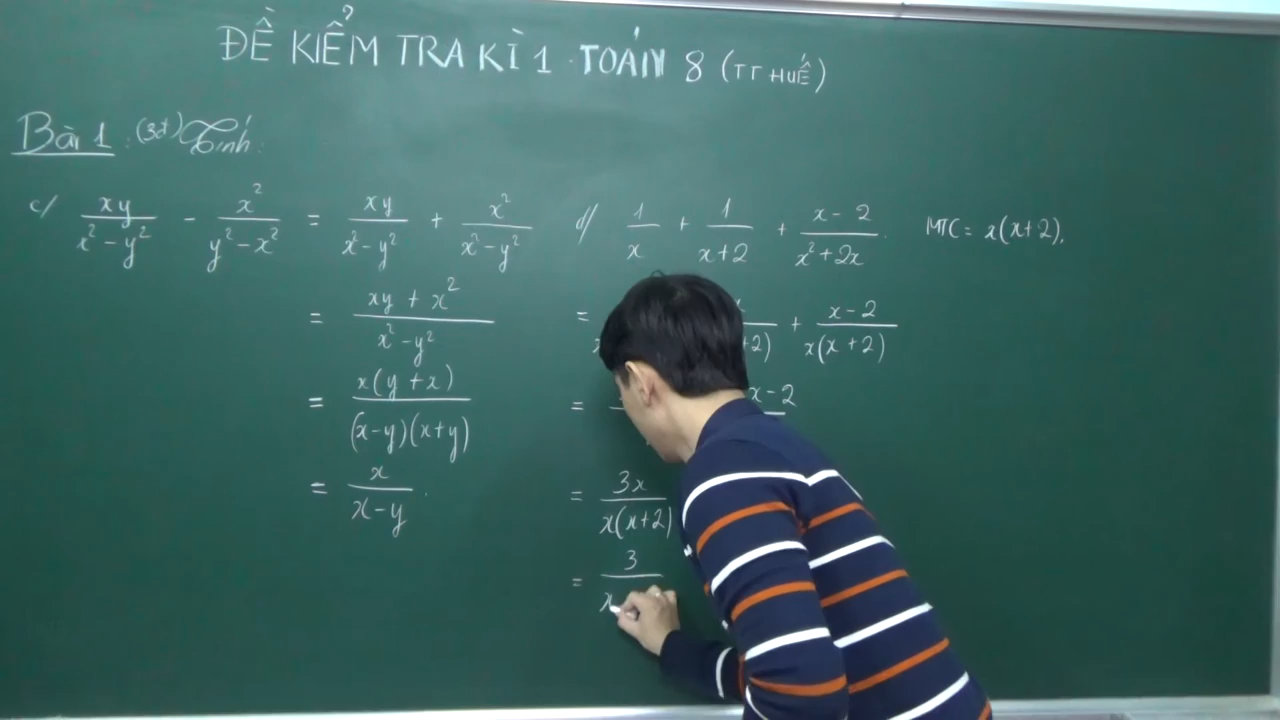 ĐỀ KIỂM TRA KÌ 1 . TOÁN 8 (TT HUẾ)
Bài 1 : (3đ) Tính :
c/ xy/(x² - y²) - x²/(y² - x²) = xy/(x² - y²) + x²/(x² - y²)
= (xy + x²)/(x² - y²)
= x(y + x)/((x-y)(x+y))
= x/(x-y) .
d/ 1/x + 1/(x+2) + (x - 2)/(x² + 2x) . MTC = x(x+2).
= + (x - 2)/(x(x + 2))
= x - 2
= 3x/(x(x+2))
= 3/x